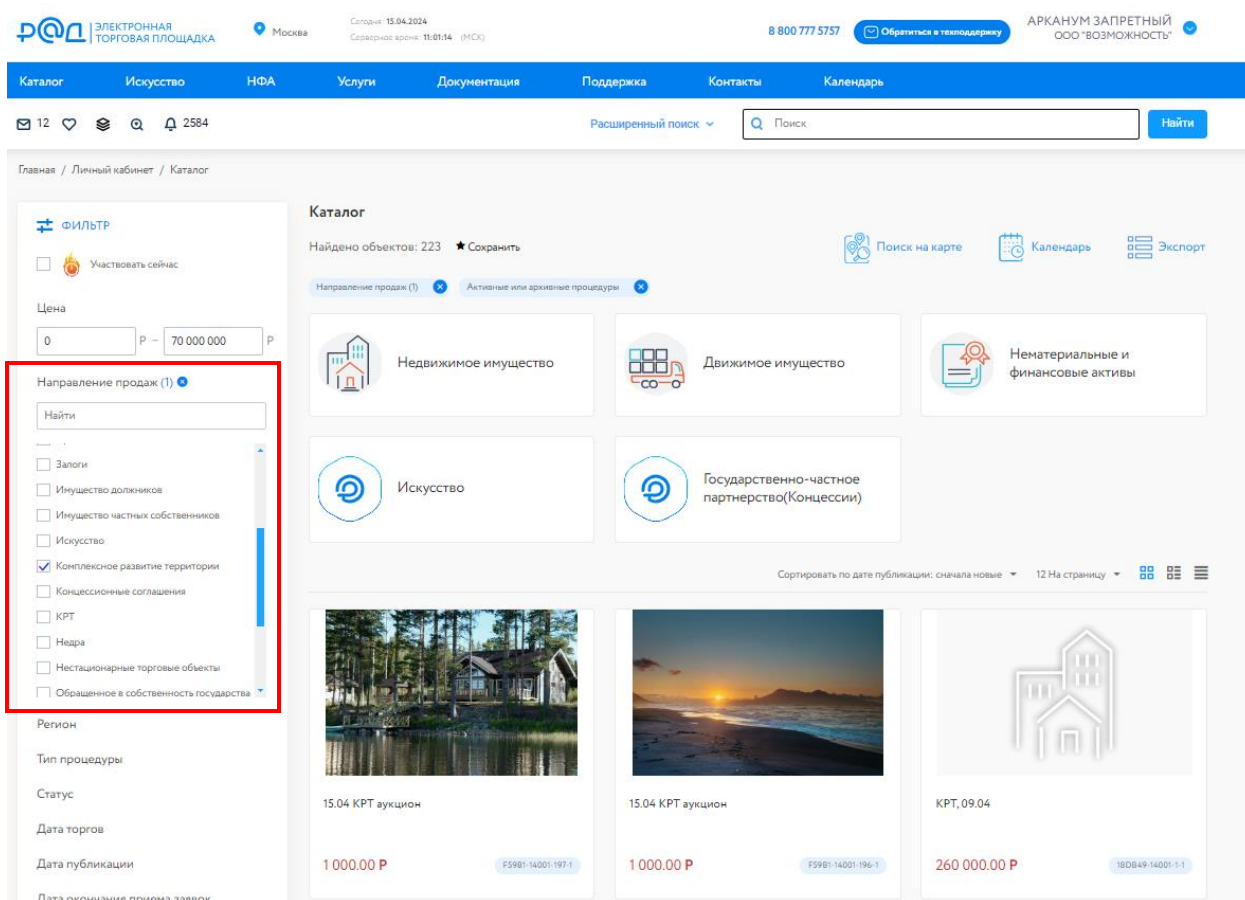 РАД ЭЛЕКТРОННАЯ
ТОРГОВАЯ ПЛОЩАДКА
Москва
Сегодня: 15.04.2024
Серверное время: 11:01:14 (МСК)
8 800 777 5757
Обратиться в техподдержку
АРКАНУМ ЗАПРЕТНЫЙ
ООО "ВОЗМОЖНОСТЬ"
Каталог Искусство НФА Услуги Документация Поддержка Контакты Календарь
12 2584 Расширенный поиск Поиск Найти
Главная / Личный кабинет / Каталог
ФИЛЬТР
Участвовать сейчас
Цена
0 Р – 70 000 000 Р
Направление продаж (1)
Найти
Залоги
Имущество должников
Имущество частных собственников
Искусство
Комплексное развитие территории
Концессионные соглашения
КРТ
Недра
Нестационарные торговые объекты
Обращенное в собственность государства
Регион
Тип процедуры
Статус
Дата торгов
Дата публикации
Дата окончания приема заявок
Каталог
Найдено объектов: 223 Сохранить
Поиск на карте Календарь Экспорт
Направление продаж (1) Активные или архивные процедуры
Недвижимое имущество
Движимое имущество
Нематериальные и
финансовые активы
Искусство
Государственно-частное
партнерство(Концессии)
Сортировать по дате публикации: сначала новые 12 На страницу
15.04 КРТ аукцион
1 000.00 Р F59B1-14001-197-1
15.04 КРТ аукцион
1 000.00 Р F59B1-14001-196-1
КРТ, 09.04
260 000.00 Р 18DB49-14001-1-1